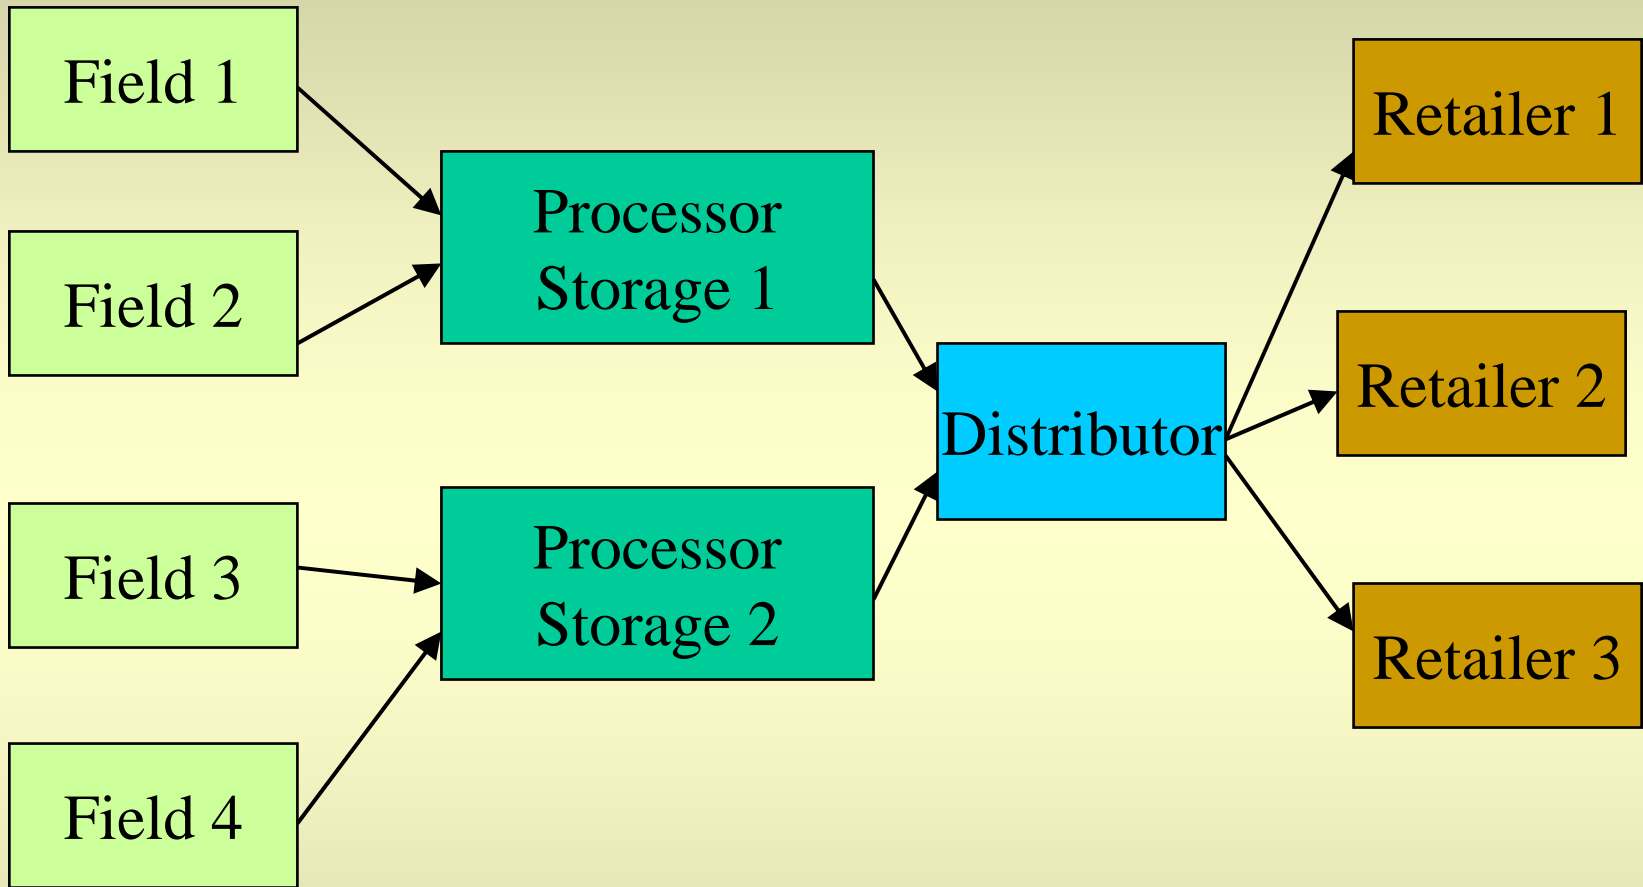 Field 1
Field 2
Field 3
Field 4
Processor
Storage 1
Processor
Storage 2
Distributor
Retailer 1
Retailer 2
Retailer 3